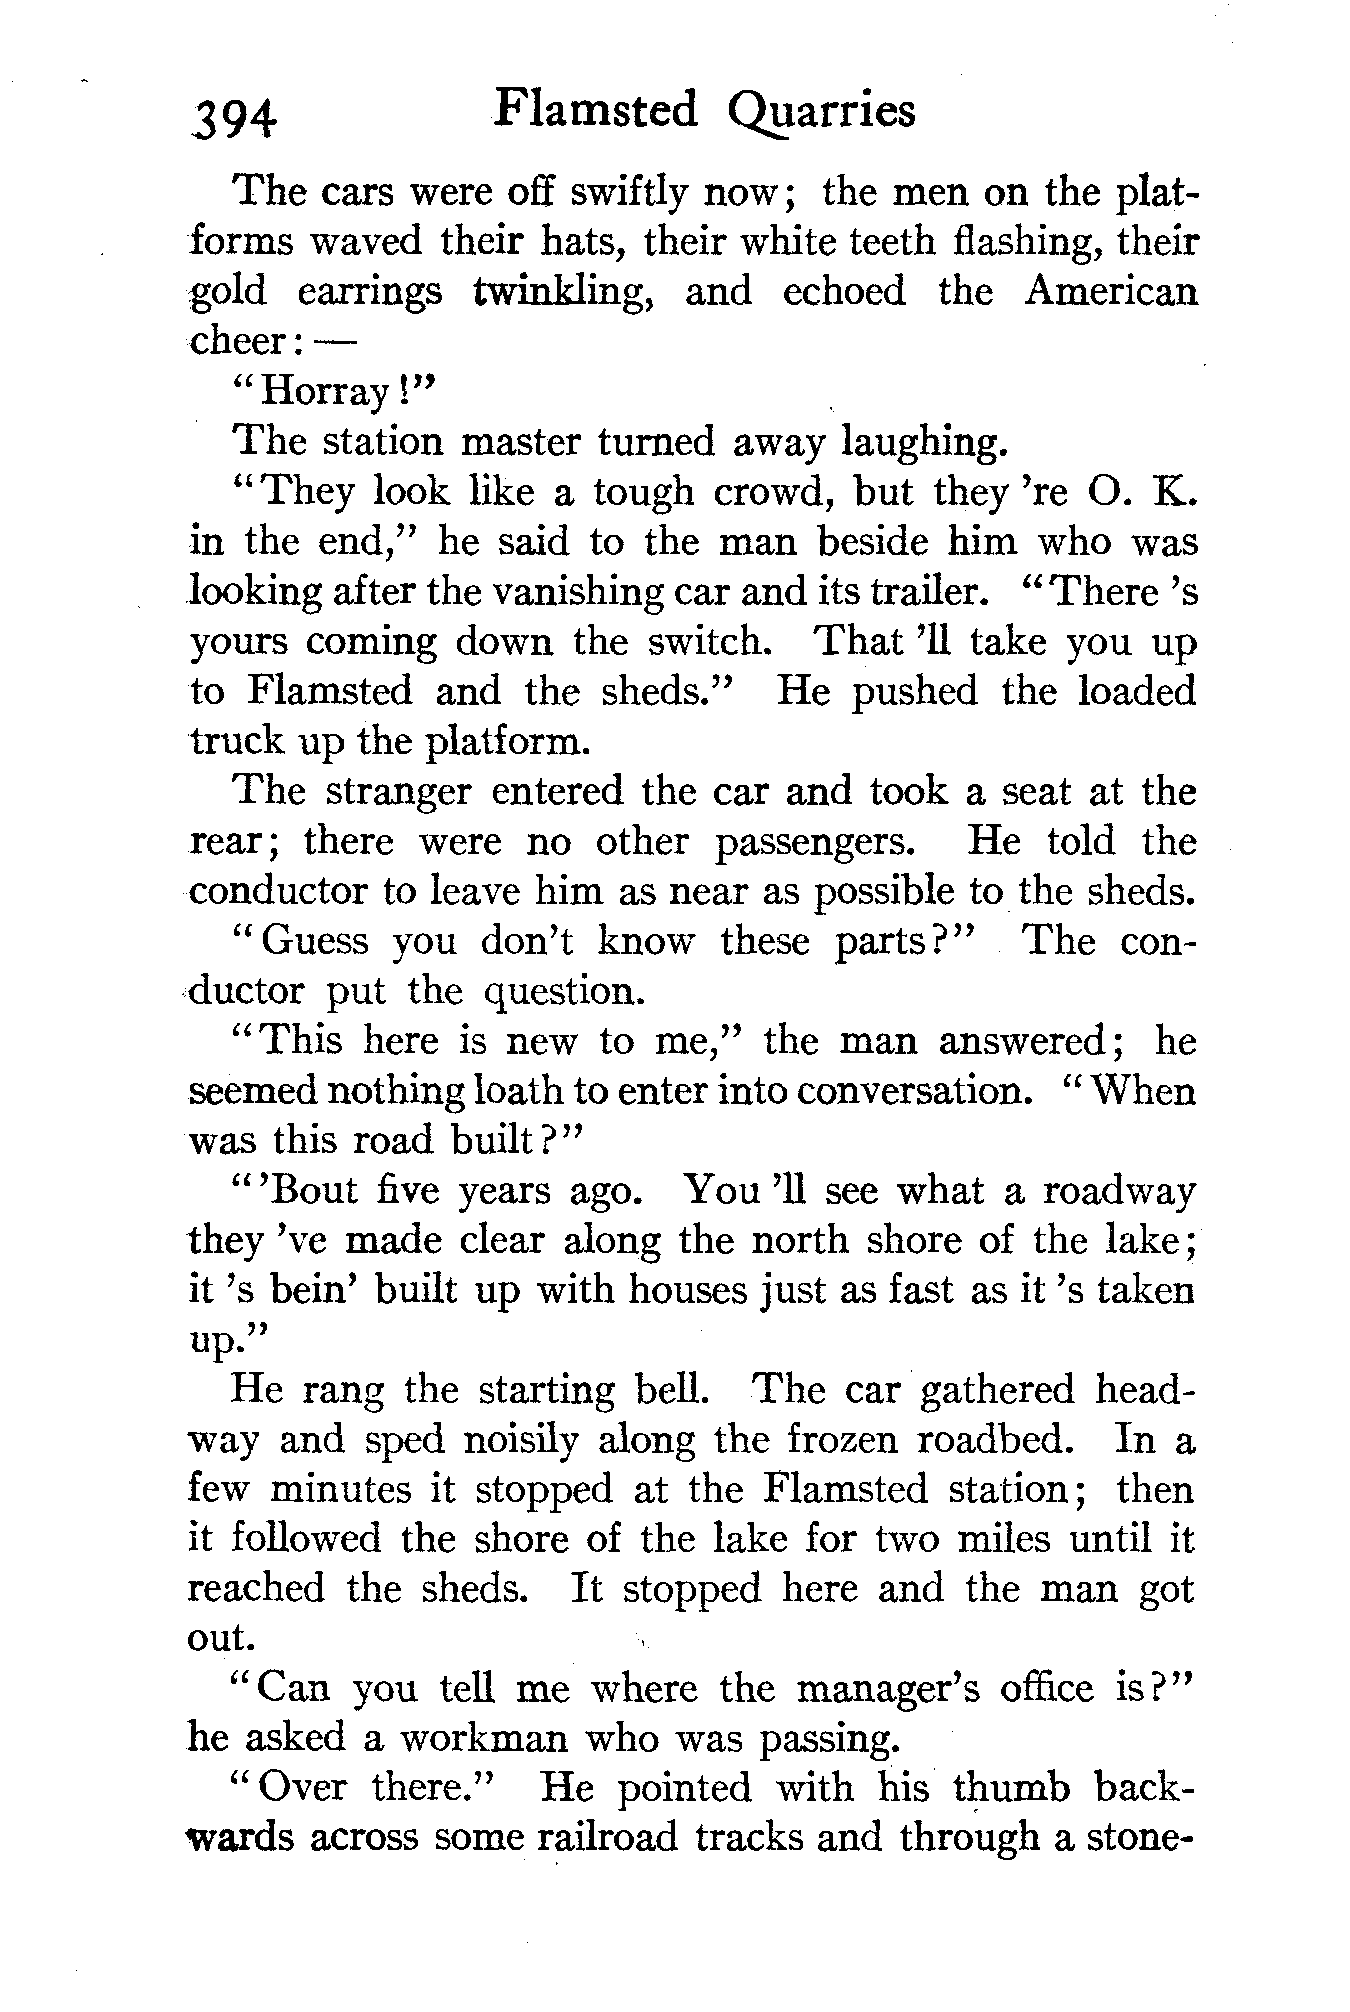 394 Flamsted Quarries
The cars were off swiftly now; the men on the plat-
forms waved their hats, their white teeth flashing, their
gold earrings twinkling, and echoed the American
cheer: —
"Horray!"
The station master turned away laughing.
"They look like a tough crowd, but they 're O. K.
in the end," he said to the man beside him who was
looking after the vanishing car and its trailer. "There 's
yours coming down the switch. That 'll take you up
to Flamsted and the sheds." He pushed the loaded
truck up the platform.
The stranger entered the car and took a seat at the
rear; there were no other passengers. He told the
conductor to leave him as near as possible to the sheds.
"Guess you don't know these parts?" The con-
ductor put the question.
"This here is new to me," the man answered; he
seemed nothing loath to enter into conversation. "When
was this road built?"
"'Bout five years ago. You 'll see what a roadway
they 've made clear along the north shore of the lake;
it 's bein' built up with houses just as fast as it 's taken
up."
He rang the starting bell. The car gathered head-
way and sped noisily along the frozen roadbed. In a
few minutes it stopped at the Flamsted station; then
it followed the shore of the lake for two miles until it
reached the sheds. It stopped here and the man got
out.
"Can you tell me where the manager's office is?"
he asked a workman who was passing.
"Over there." He pointed with his thumb back-
wards across some railroad tracks and through a stone-